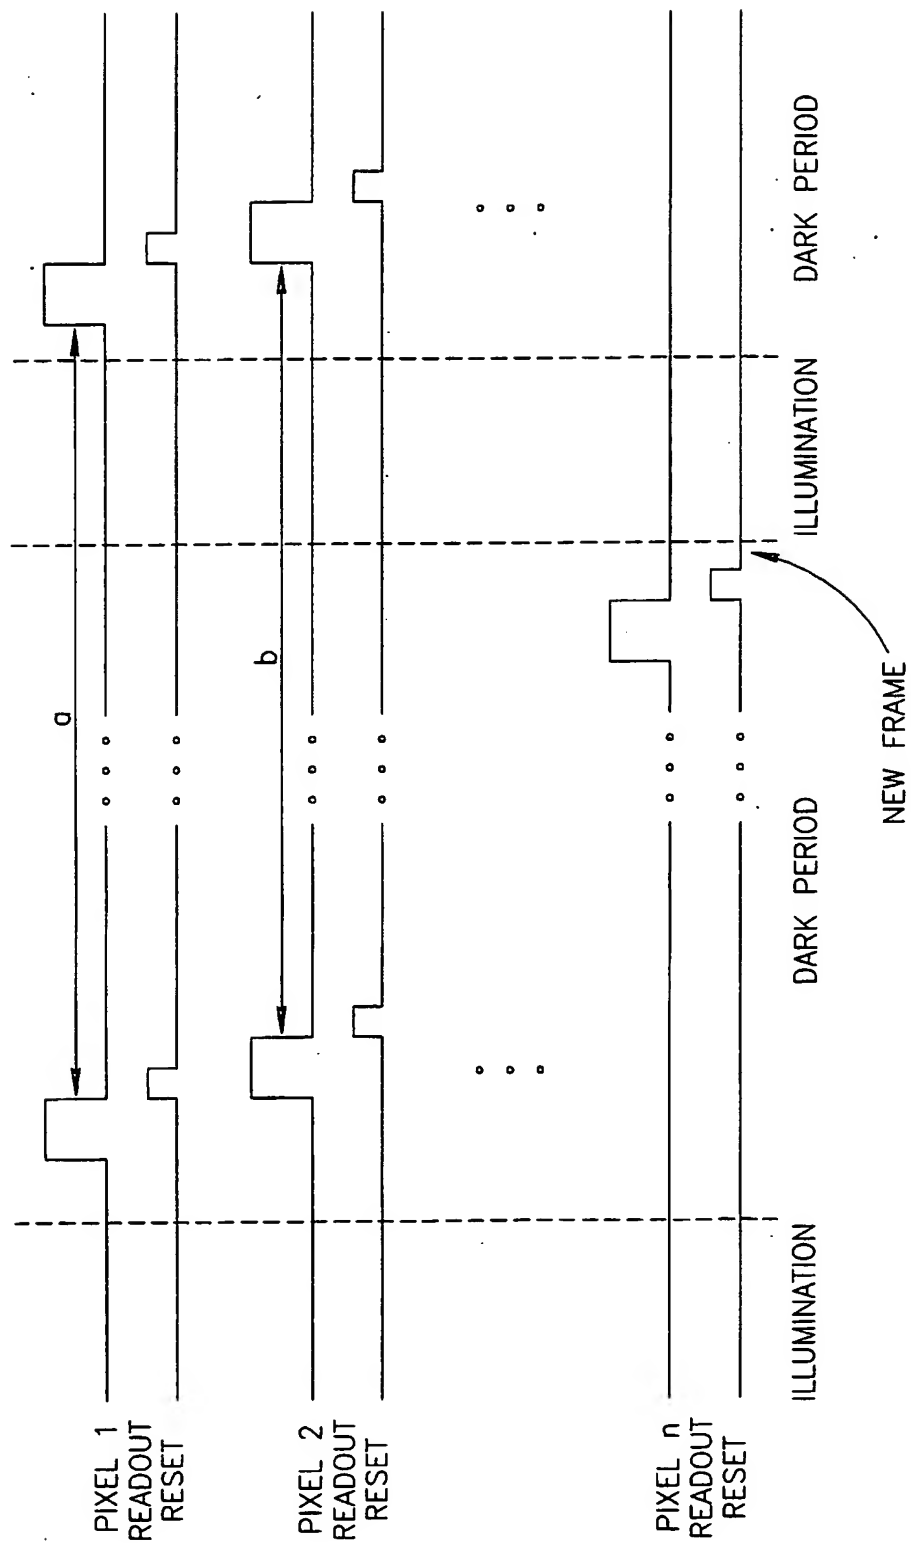 PIXEL 1
READOUT
RESET
a
PIXEL 2
READOUT
RESET
b
PIXEL n
READOUT
RESET
ILLUMINATION
DARK PERIOD
ILLUMINATION
DARK PERIOD
NEW FRAME